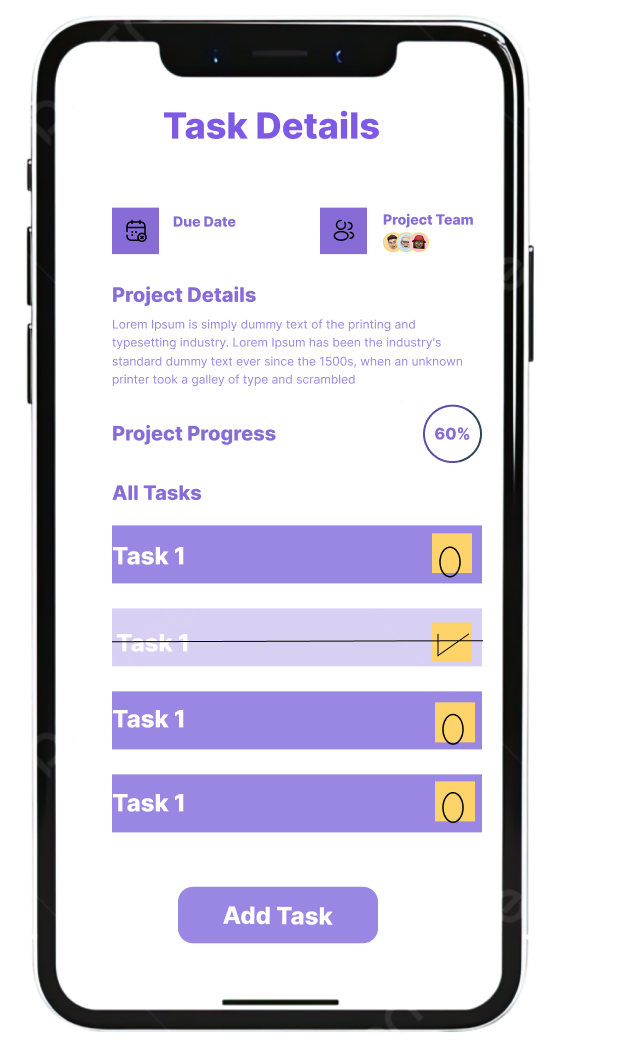 Task Details
Due Date
Project Team
Project Details
Lorem Ipsum is simply dummy text of the printing and
typesetting industry. Lorem Ipsum has been the industry's
standard dummy text ever since the 1500s, when an unknown
printer took a galley of type and scrambled
Project Progress
60%
All Tasks
Task 1
Task 1
Task 1
Task 1
Add Task